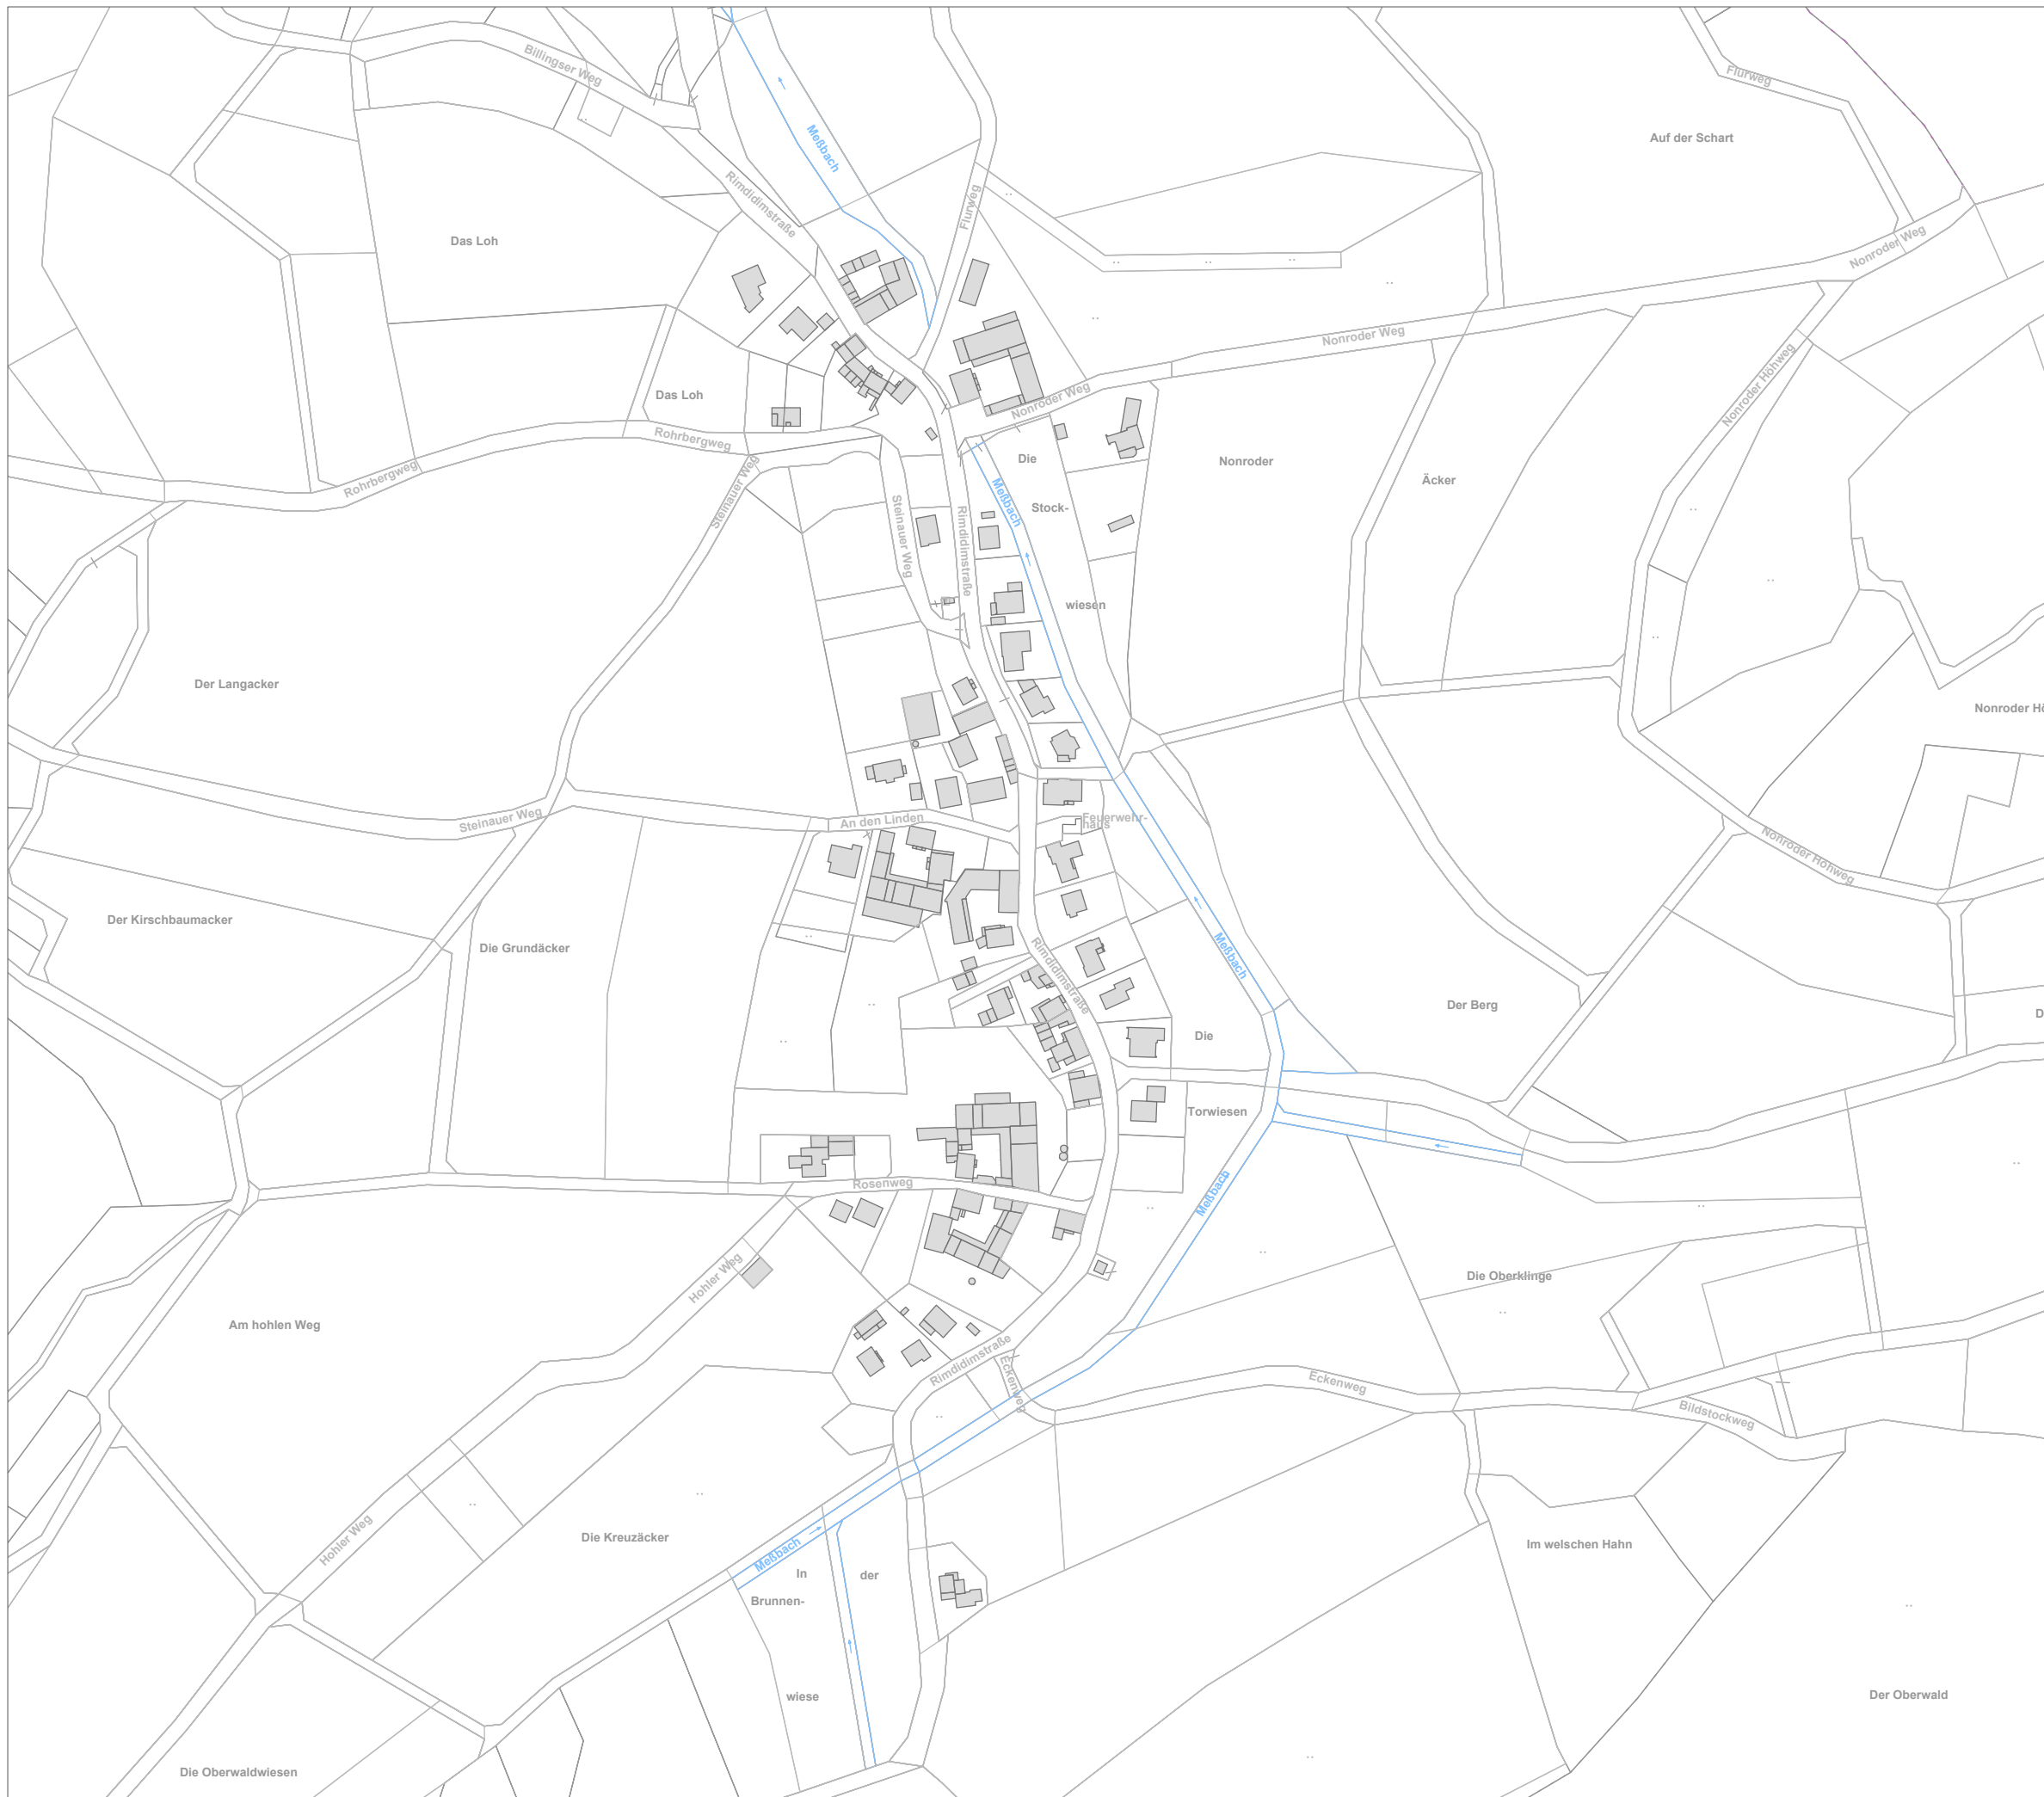 Billingser Weg
Flurweg
Auf der Schart
Meßbach
Rimdidimstraße
Flurweg
Das Loh
Nonroder Weg
Nonroder Weg
Nonroder Höhweg
Das Loh
Nonroder Weg
Rohrbergweg
Die
Nonroder
Rohrbergweg
Steinauer Weg
Äcker
Meßbach
Stock-
Steinauer Weg
Rimdidimstraße
wiesen
Der Langacker
Steinauer Weg
An den Linden
Feuerwehr-
haus
Nonroder Höhweg
Der Kirschbaumacker
Die Grundäcker
Rimdidimstraße
Meßbach
Der Berg
Die
Torwiesen
Rosenweg
Meßbach
Hohler Weg
Die Oberklinge
Am hohlen Weg
Rimdidimstraße
Eckenweg
Eckenweg
Bildstockweg
Hohler Weg
Die Kreuzäcker
Meßbach
In
der
Brunnen-
wiese
Im welschen Hahn
Der Oberwald
Die Oberwaldwiesen